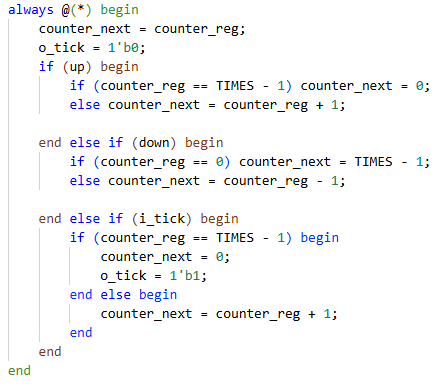 always @(*) begin
    counter_next = counter_reg;
    o_tick = 1'b0;
    if (up) begin
        if (counter_reg == TIMES - 1) counter_next = 0;
        else counter_next = counter_reg + 1;

    end else if (down) begin
        if (counter_reg == 0) counter_next = TIMES - 1;
        else counter_next = counter_reg - 1;

    end else if (i_tick) begin
        if (counter_reg == TIMES - 1) begin
            counter_next = 0;
            o_tick = 1'b1;
        end else begin
            counter_next = counter_reg + 1;
        end
    end
end